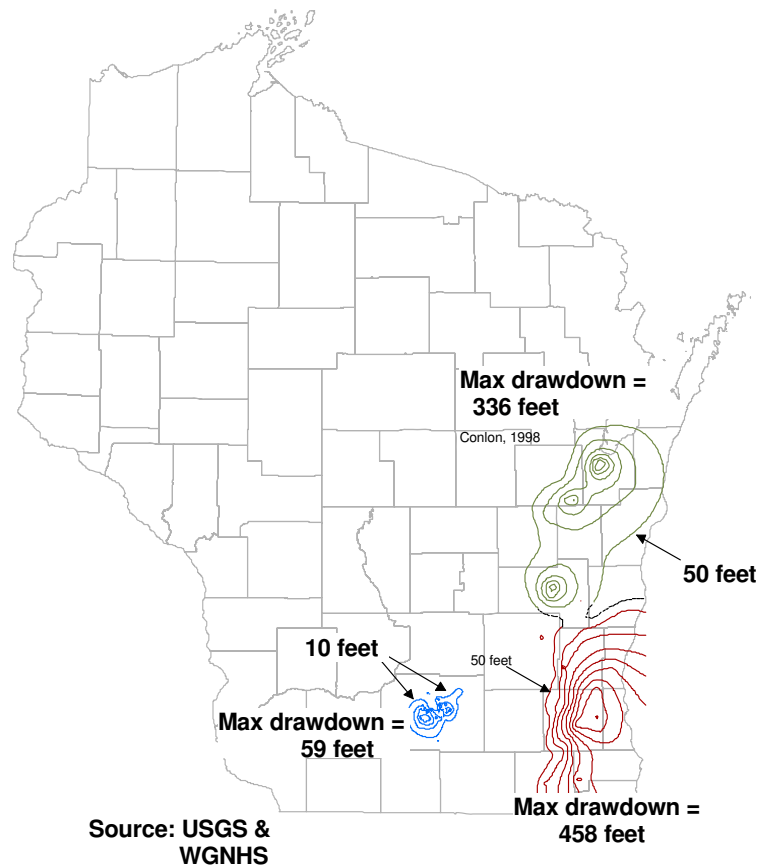 Max drawdown =
336 feet
Conlon, 1998
50 feet
10 feet
50 feet
Max drawdown =
59 feet
Max drawdown =
458 feet
Source: USGS &
WGNHS